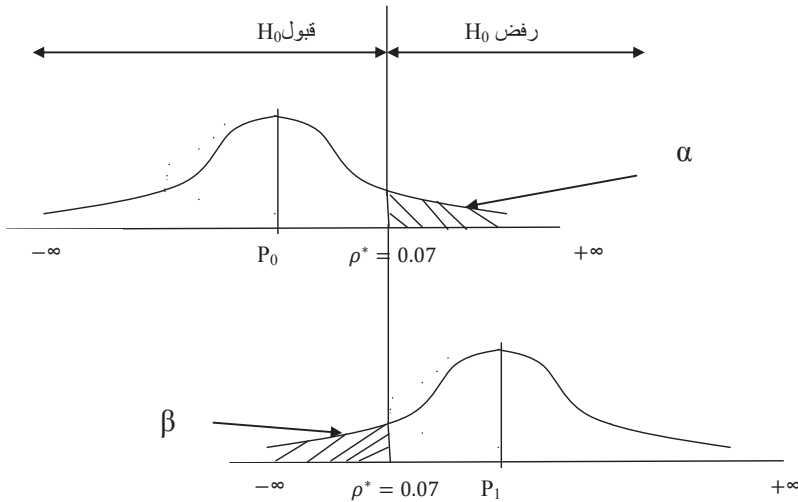 قبول H₀ رفض H₀
α
−∞ P₀ ρ* = 0.07 +∞
β
−∞ ρ* = 0.07 P₁ +∞